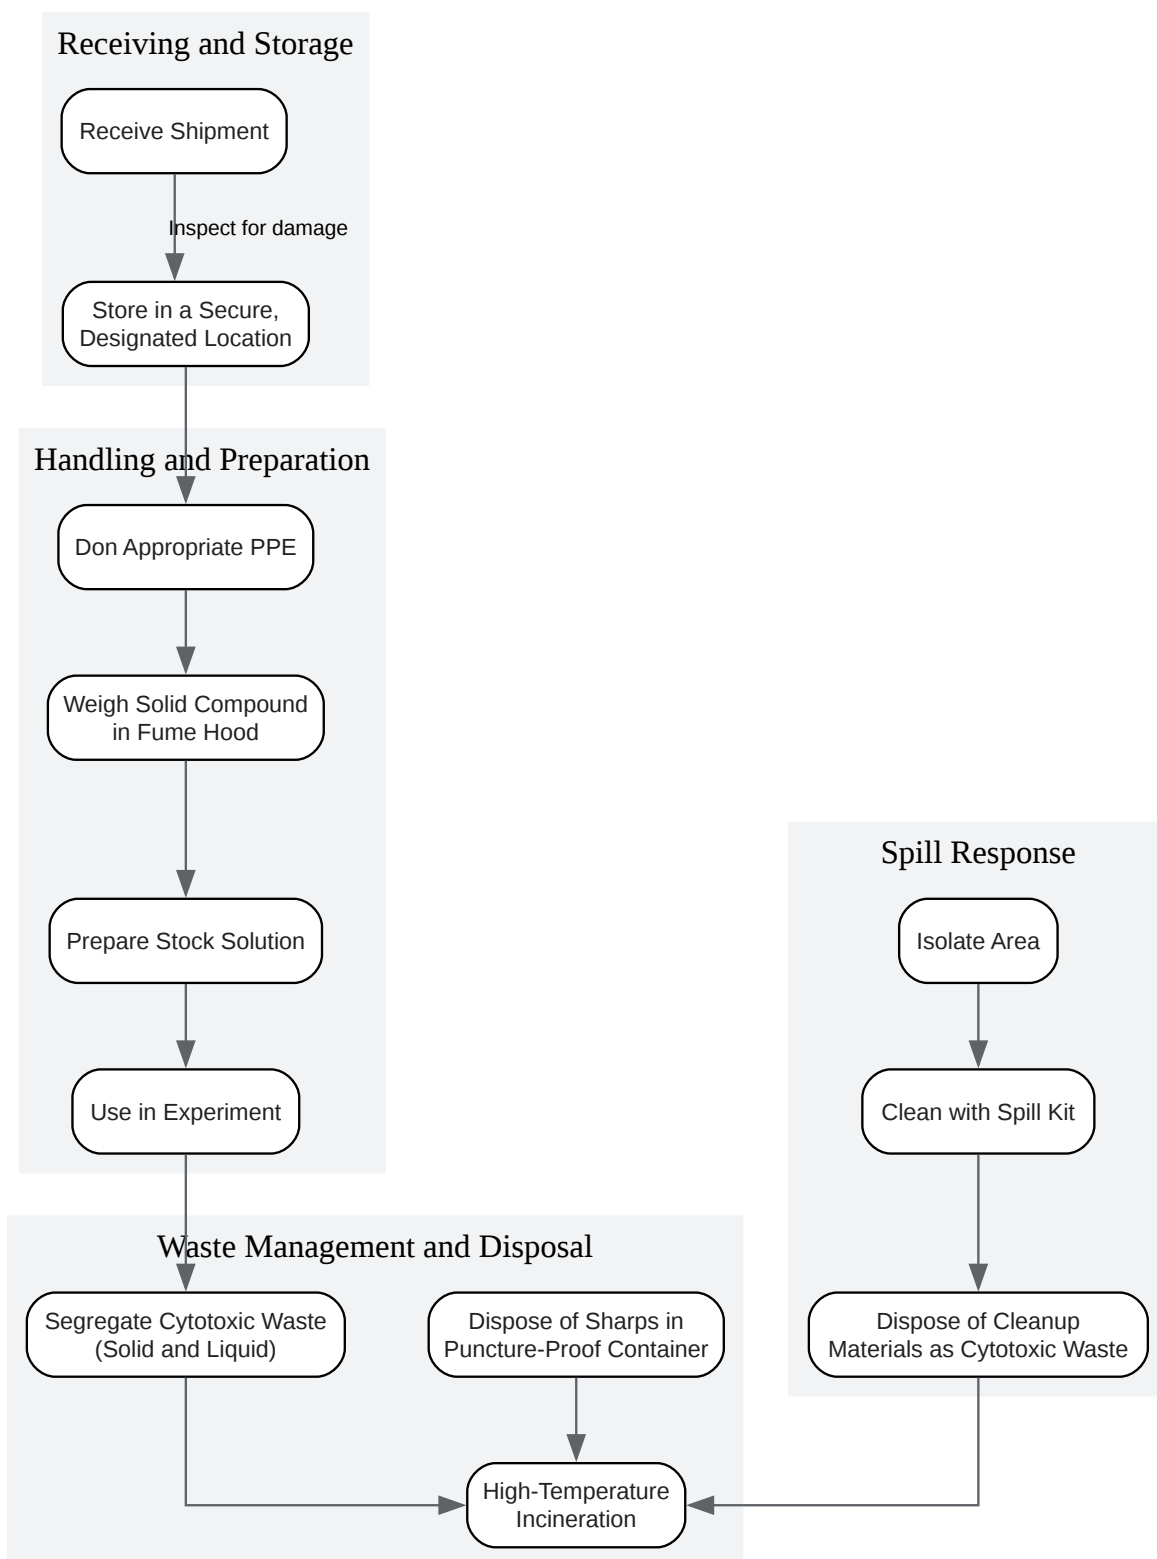 Receiving and Storage
Receive Shipment
Inspect for damage
Store in a Secure,
Designated Location
Handling and Preparation
Don Appropriate PPE
Weigh Solid Compound
in Fume Hood
Prepare Stock Solution
Use in Experiment
Spill Response
Isolate Area
Clean with Spill Kit
Dispose of Cleanup
Materials as Cytotoxic Waste
Waste Management and Disposal
Segregate Cytotoxic Waste
(Solid and Liquid)
Dispose of Sharps in
Puncture-Proof Container
High-Temperature
Incineration